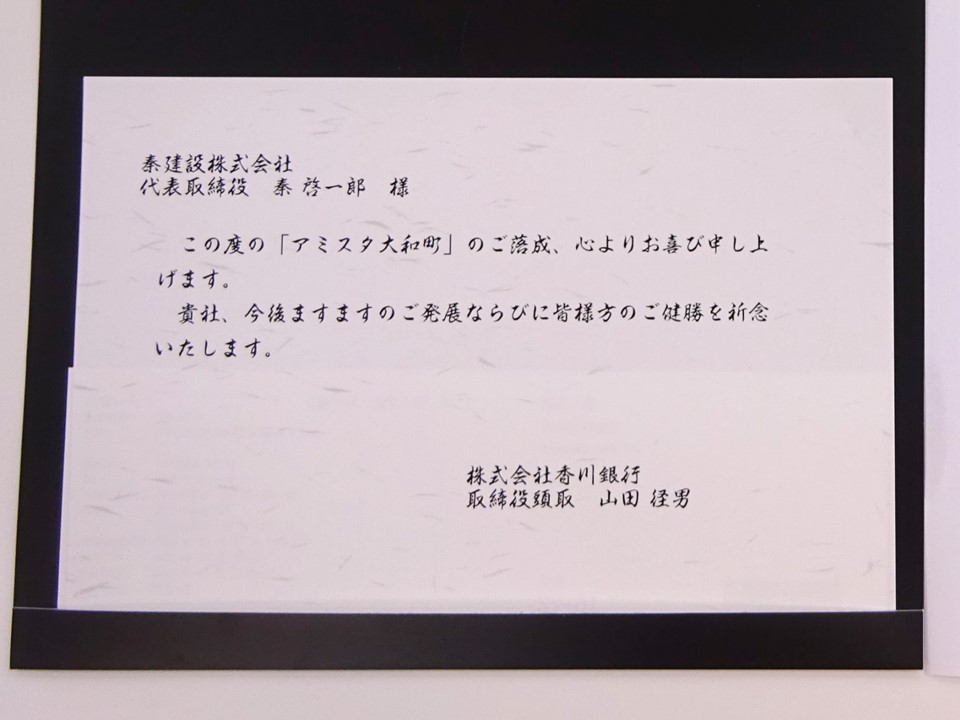 秦建設株式会社
代表取締役　秦 啓一郎　様
この度の「アミスタ大和町」のご落成、心よりお喜び申し上
げます。
貴社、今後ますますのご発展ならびに皆様方のご健勝を祈念
いたします。
株式会社香川銀行
取締役頭取　山田 径男